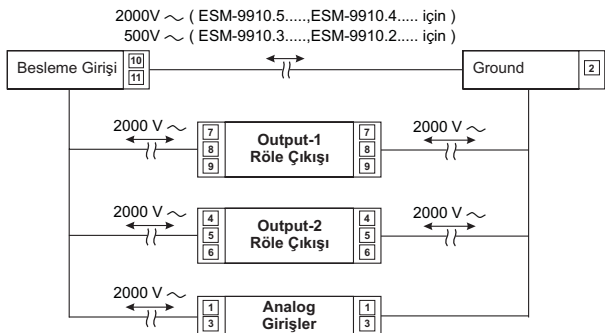 2000V ~ ( ESM-9910.5.....,ESM-9910.4..... için )
500V ~ ( ESM-9910.3.....,ESM-9910.2..... için )
Besleme Girişi 10 11
Ground 2
2000 V ~
7 8 9 Output-1 Röle Çıkışı 7 8 9
2000 V ~
2000 V ~
4 5 6 Output-2 Röle Çıkışı 4 5 6
2000 V ~
2000 V ~
1 3 Analog Girişler 1 3